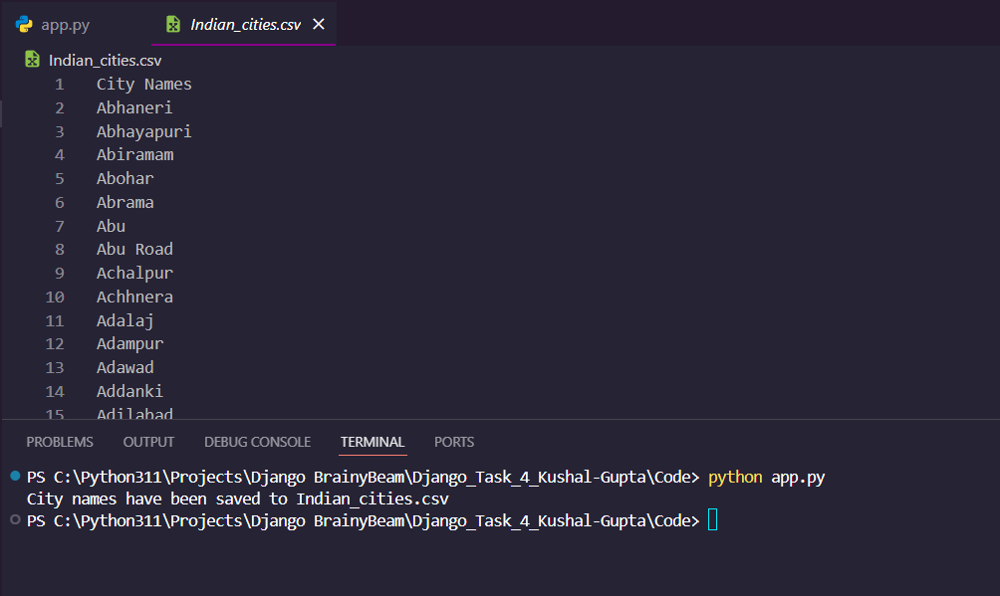 app.py Indian_cities.csv
Indian_cities.csv
1 City Names
2 Abhaneri
3 Abhayapuri
4 Abiramam
5 Abohar
6 Abrama
7 Abu
8 Abu Road
9 Achalpur
10 Achhnera
11 Adalaj
12 Adampur
13 Adawad
14 Addanki
15 Adilabad
PROBLEMS OUTPUT DEBUG CONSOLE TERMINAL PORTS
PS C:\Python311\Projects\Django BrainyBeam\Django_Task_4_Kushal-Gupta\Code> python app.py
City names have been saved to Indian_cities.csv
PS C:\Python311\Projects\Django BrainyBeam\Django_Task_4_Kushal-Gupta\Code>